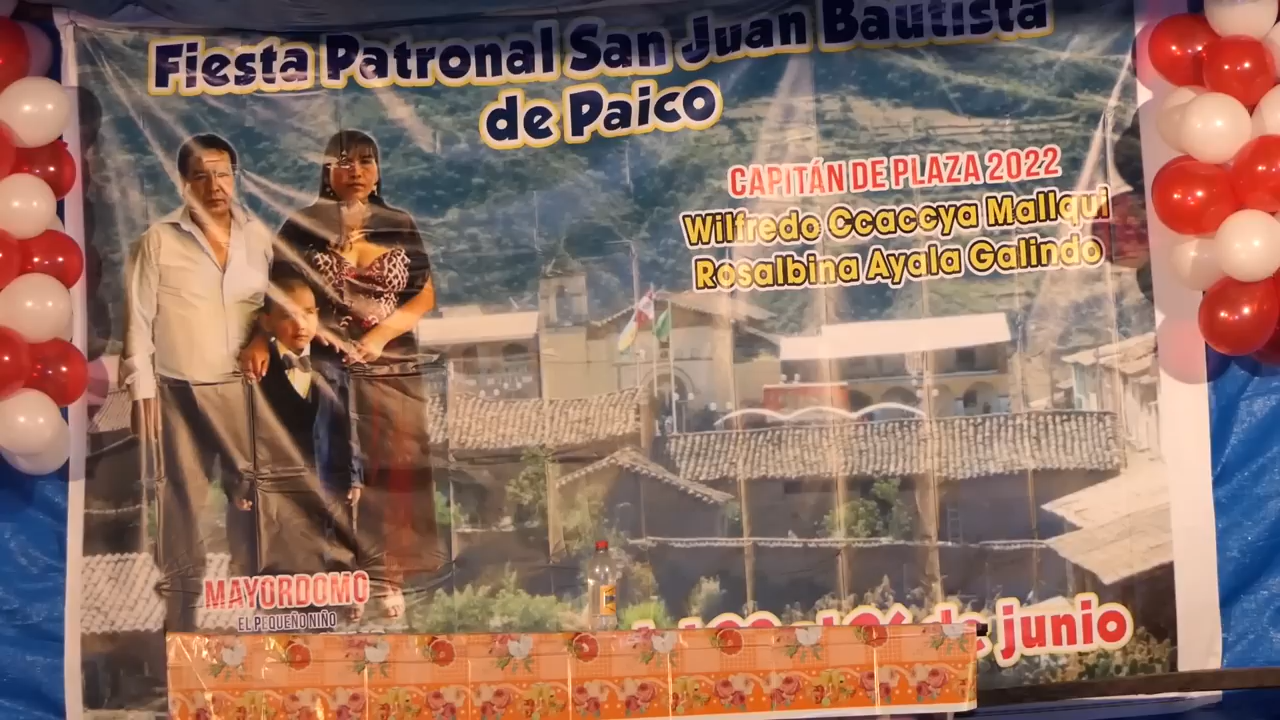 Fiesta Patronal San Juan Bautista
de Paico
CAPITÁN DE PLAZA 2022
Wilfredo Ccaccya Mallqui
Rosalbina Ayala Galindo
MAYORDOMO
EL PEQUEÑO NIÑO
de junio